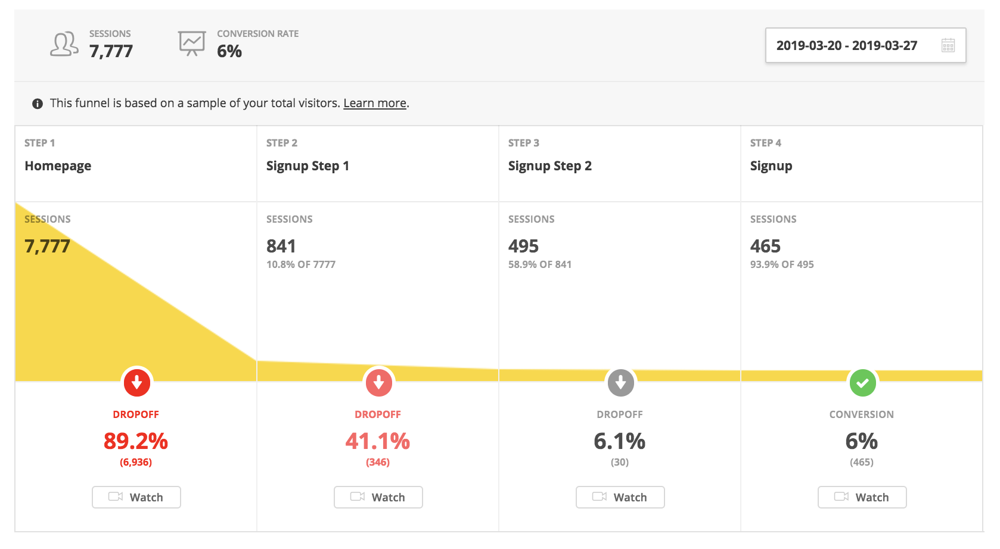 SESSIONS
7,777
CONVERSION RATE
6%
2019-03-20 - 2019-03-27
This funnel is based on a sample of your total visitors. Learn more.
STEP 1
Homepage
SESSIONS
7,777
DROPOFF
89.2%
(6,936)
Watch
STEP 2
Signup Step 1
SESSIONS
841
10.8% OF 7777
DROPOFF
41.1%
(346)
Watch
STEP 3
Signup Step 2
SESSIONS
495
58.9% OF 841
DROPOFF
6.1%
(30)
Watch
STEP 4
Signup
SESSIONS
465
93.9% OF 495
CONVERSION
6%
(465)
Watch